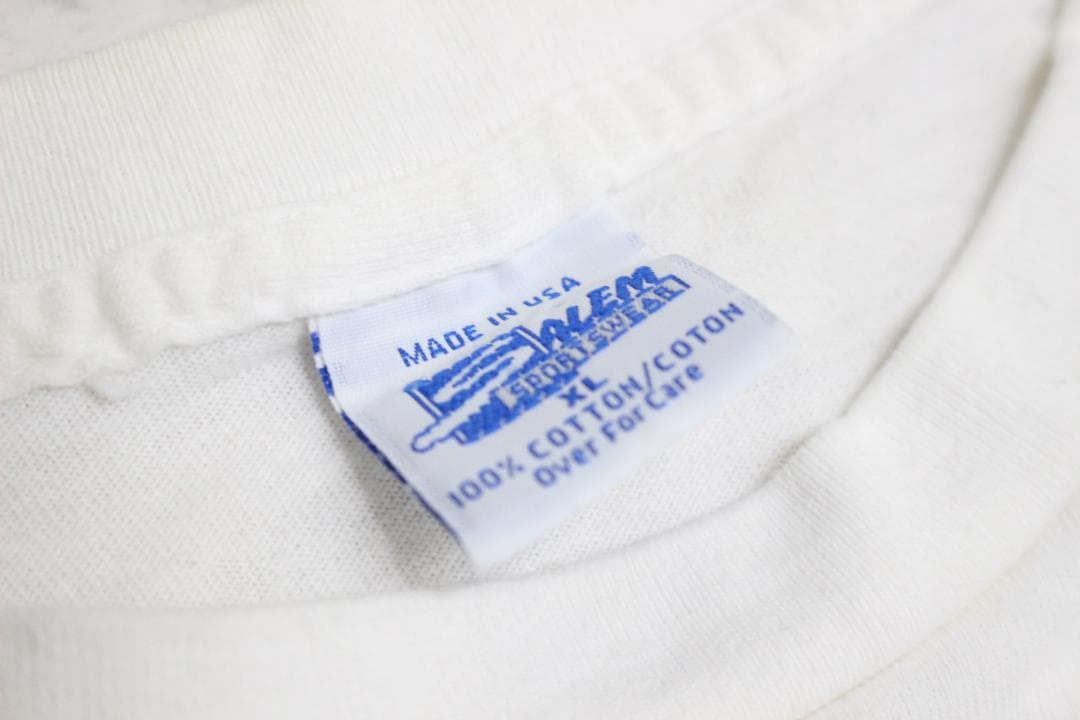 MADE IN USA
SALEM
SPORTSWEAR
XL
100% COTTON/COTON
Over For Care